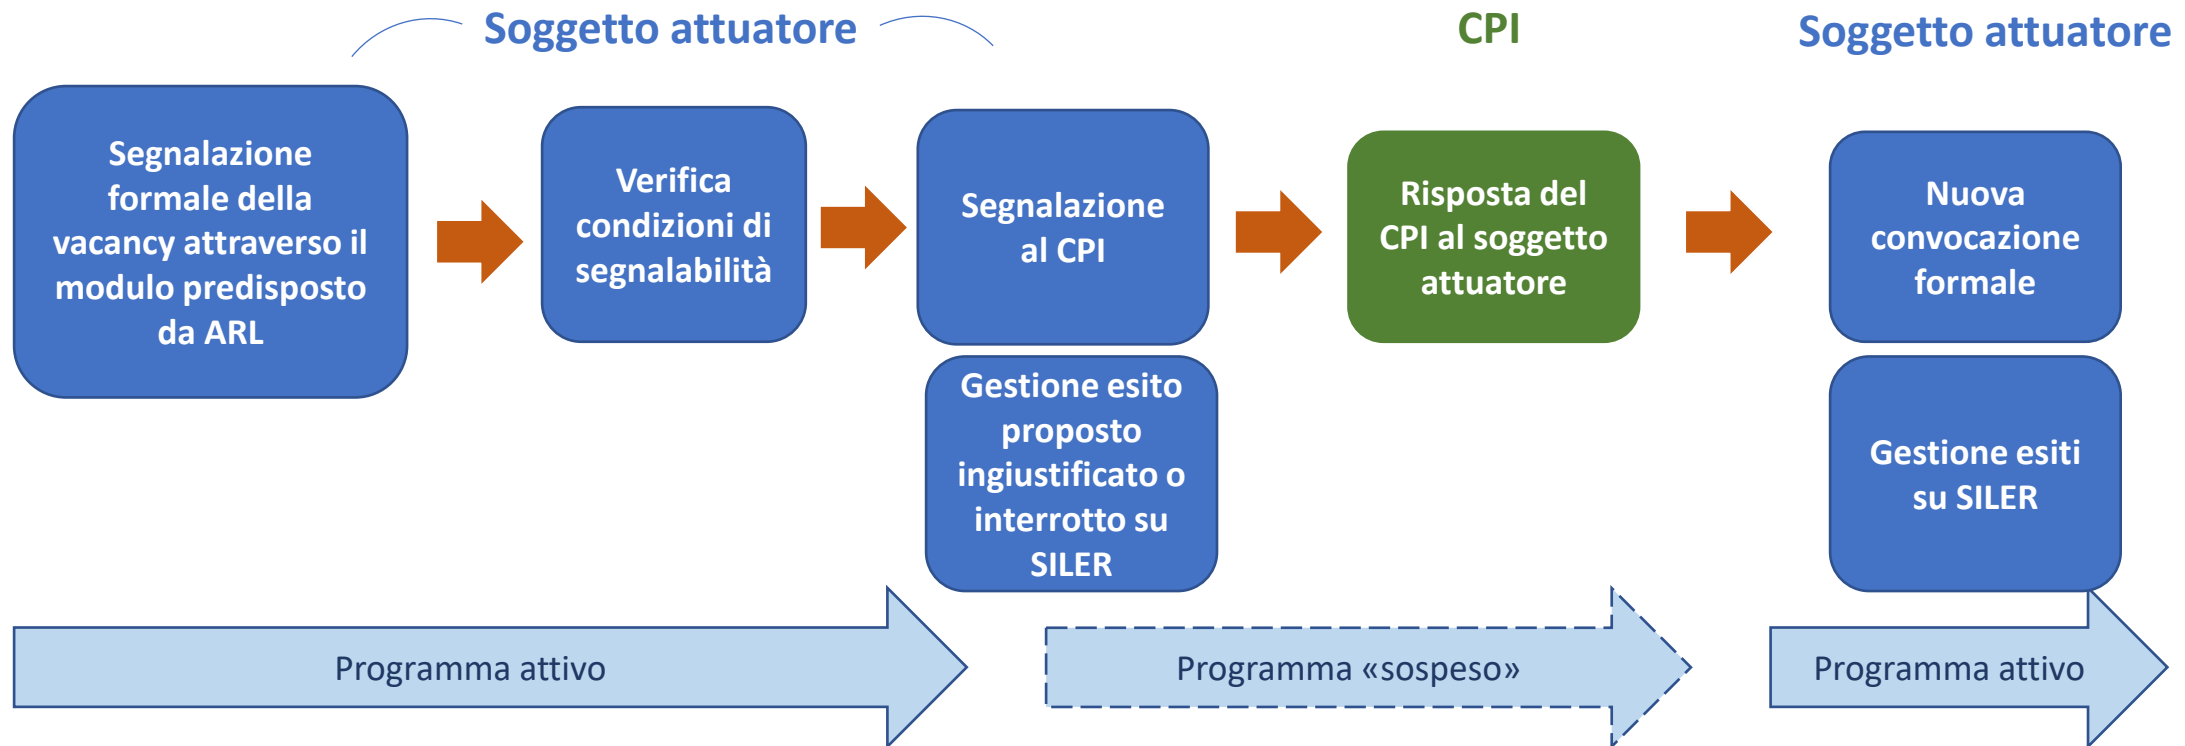 Soggetto attuatore
CPI
Soggetto attuatore
Segnalazione
formale della
vacancy attraverso il
modulo predisposto
da ARL
Verifica
condizioni di
segnalabilità
Segnalazione
al CPI
Risposta del
CPI al soggetto
attuatore
Nuova
convocazione
formale
Gestione esito
proposto
ingiustificato o
interrotto su
SILER
Gestione esiti
su SILER
Programma attivo
Programma «sospeso»
Programma attivo